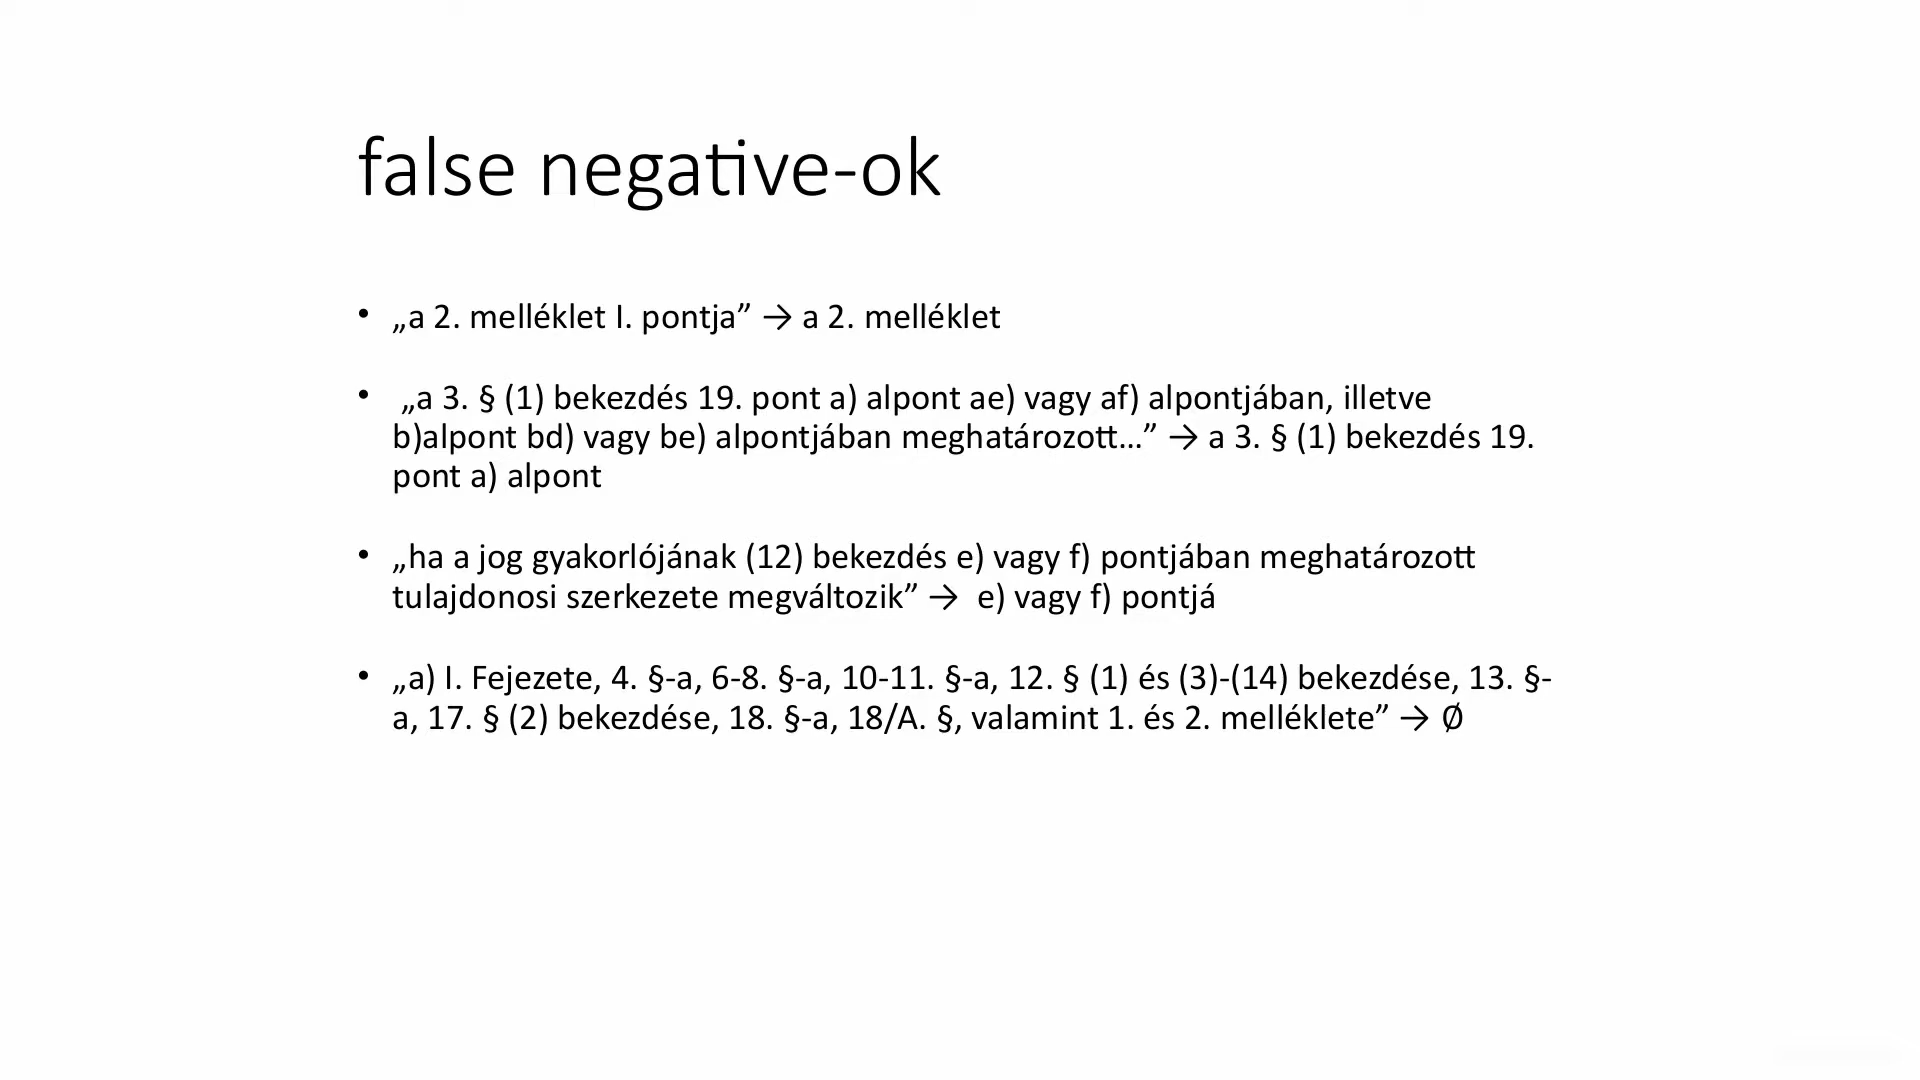 false negative-ok
• „a 2. melléklet I. pontja” → a 2. melléklet
• „a 3. § (1) bekezdés 19. pont a) alpont ae) vagy af) alpontjában, illetve
b)alpont bd) vagy be) alpontjában meghatározott…” → a 3. § (1) bekezdés 19.
pont a) alpont
• „ha a jog gyakorlójának (12) bekezdés e) vagy f) pontjában meghatározott
tulajdonosi szerkezete megváltozik” → e) vagy f) pontjá
• „a) I. Fejezete, 4. §-a, 6-8. §-a, 10-11. §-a, 12. § (1) és (3)-(14) bekezdése, 13. §-
a, 17. § (2) bekezdése, 18. §-a, 18/A. §, valamint 1. és 2. melléklete” → Ø